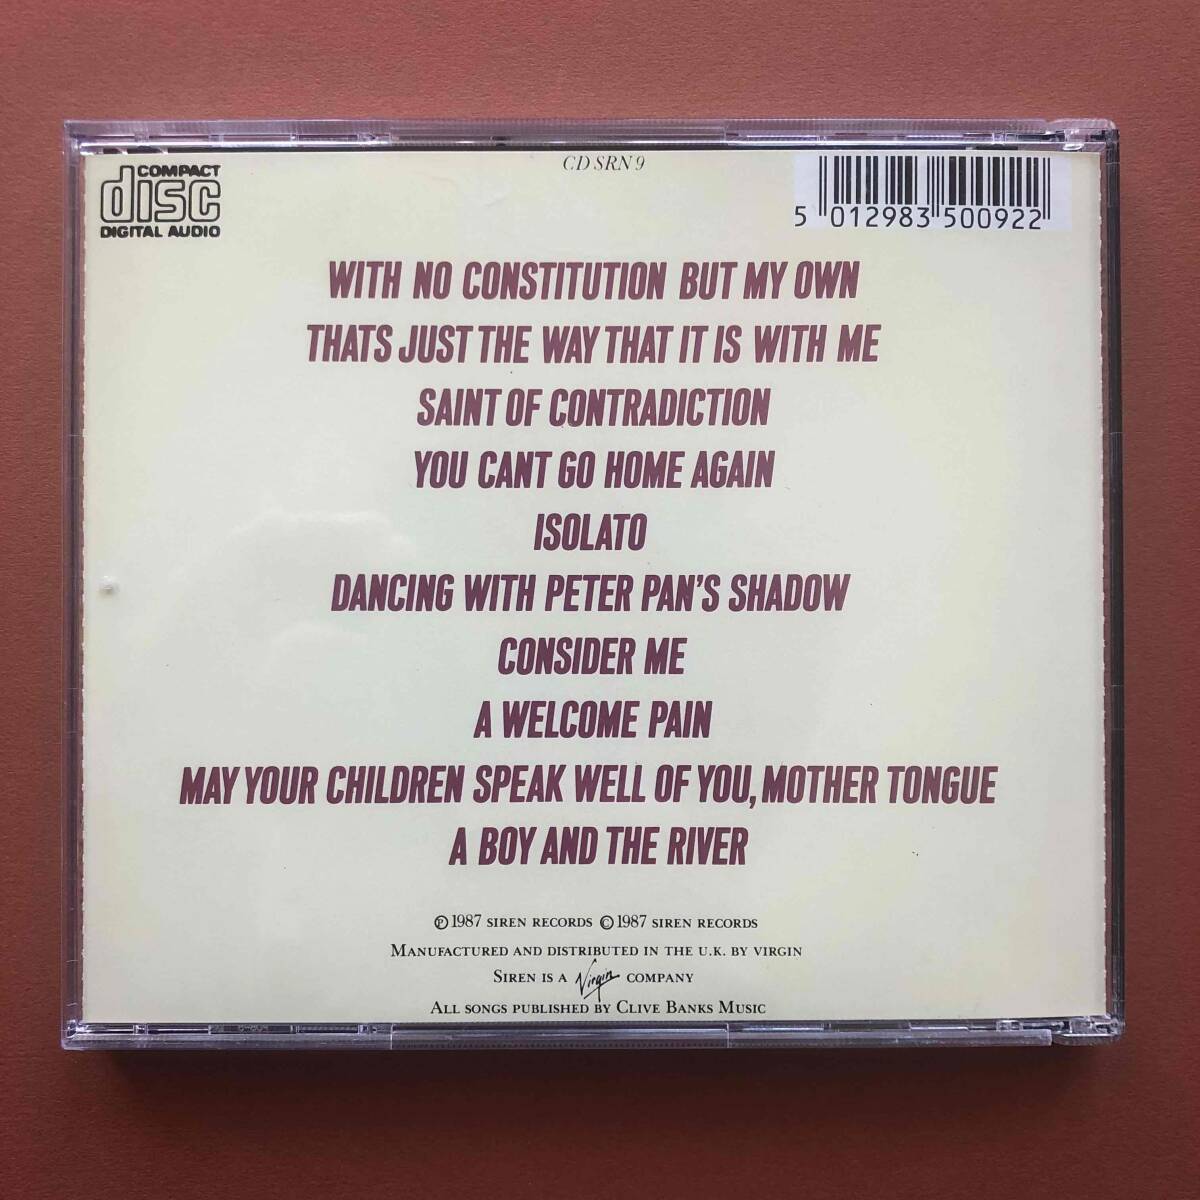 COMPACT
disc
DIGITAL AUDIO
CD SRN 9
5 012983 500922
WITH NO CONSTITUTION BUT MY OWN
THATS JUST THE WAY THAT IT IS WITH ME
SAINT OF CONTRADICTION
YOU CANT GO HOME AGAIN
ISOLATO
DANCING WITH PETER PAN'S SHADOW
CONSIDER ME
A WELCOME PAIN
MAY YOUR CHILDREN SPEAK WELL OF YOU, MOTHER TONGUE
A BOY AND THE RIVER
℗ 1987 SIREN RECORDS © 1987 SIREN RECORDS
MANUFACTURED AND DISTRIBUTED IN THE U.K. BY VIRGIN
SIREN IS A Virgin COMPANY
ALL SONGS PUBLISHED BY CLIVE BANKS MUSIC